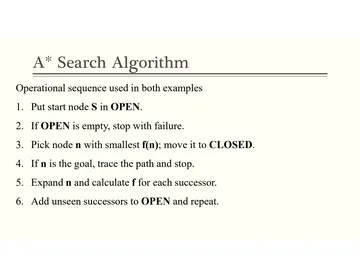 A* Search Algorithm
Operational sequence used in both examples
1. Put start node S in OPEN.
2. If OPEN is empty, stop with failure.
3. Pick node n with smallest f(n); move it to CLOSED.
4. If n is the goal, trace the path and stop.
5. Expand n and calculate f for each successor.
6. Add unseen successors to OPEN and repeat.